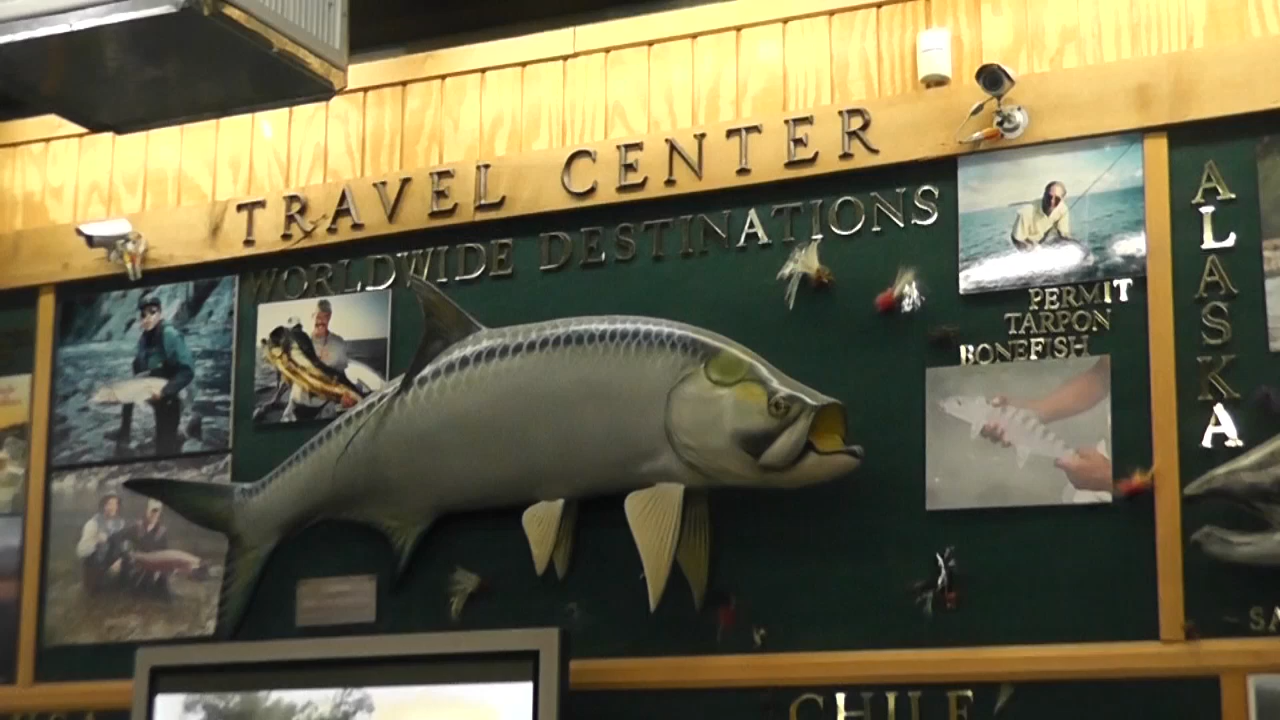 TRAVEL CENTER
WORLDWIDE DESTINATIONS
PERMIT
TARPON
BONEFISH
ALASKA
CHILE